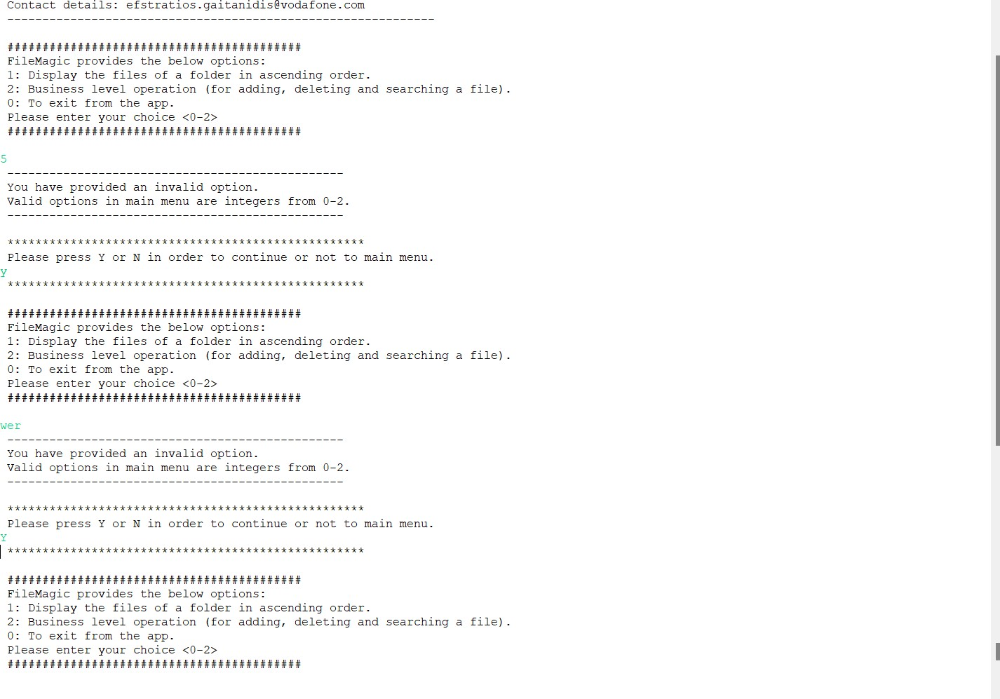 Contact details: efstratios.gaitanidis@vodafone.com
-------------------------------------------------------------
##########################################
FileMagic provides the below options:
1: Display the files of a folder in ascending order.
2: Business level operation (for adding, deleting and searching a file).
0: To exit from the app.
Please enter your choice <0-2>
##########################################
5
------------------------------------------------
You have provided an invalid option.
Valid options in main menu are integers from 0-2.
------------------------------------------------
***************************************************
Please press Y or N in order to continue or not to main menu.
y
***************************************************
##########################################
FileMagic provides the below options:
1: Display the files of a folder in ascending order.
2: Business level operation (for adding, deleting and searching a file).
0: To exit from the app.
Please enter your choice <0-2>
##########################################
wer
------------------------------------------------
You have provided an invalid option.
Valid options in main menu are integers from 0-2.
------------------------------------------------
***************************************************
Please press Y or N in order to continue or not to main menu.
Y
***************************************************
##########################################
FileMagic provides the below options:
1: Display the files of a folder in ascending order.
2: Business level operation (for adding, deleting and searching a file).
0: To exit from the app.
Please enter your choice <0-2>
##########################################